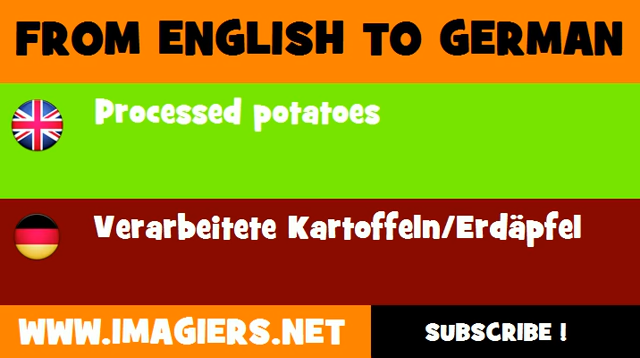 FROM ENGLISH TO GERMAN
Processed potatoes
Verarbeitete Kartoffeln/Erdäpfel
WWW.IMAGIERS.NET
SUBSCRIBE !